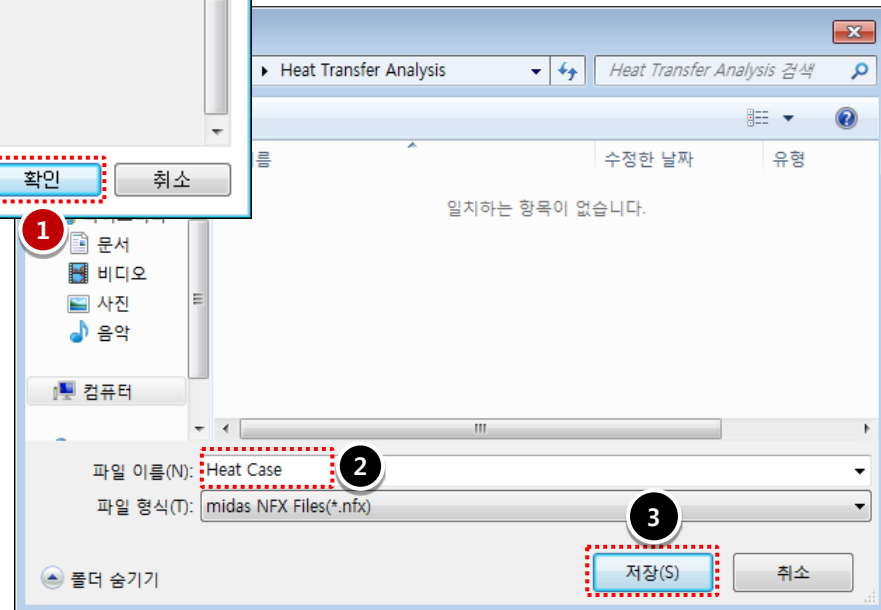 Heat Transfer Analysis
Heat Transfer Analysis 검색
름
수정한 날짜
유형
일치하는 항목이 없습니다.
확인
취소
1
문서
비디오
사진
음악
컴퓨터
파일 이름(N):
Heat Case
2
파일 형식(T):
midas NFX Files(*.nfx)
3
폴더 숨기기
저장(S)
취소